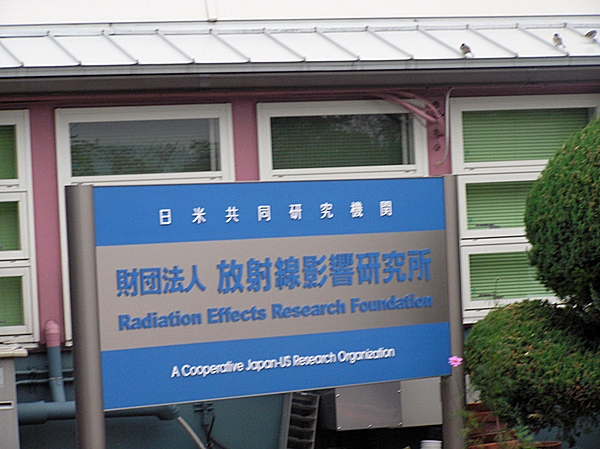 日米共同研究機関
財団法人 放射線影響研究所
Radiation Effects Research Foundation
A Cooperative Japan-US Research Organization